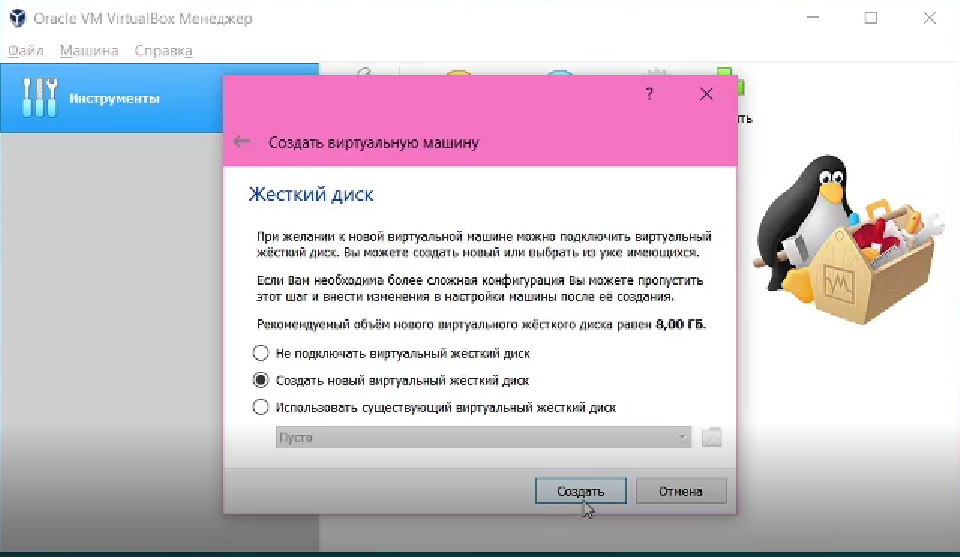 Oracle VM VirtualBox Менеджер
Файл Машина Справка
Инструменты
?
Создать виртуальную машину
Жесткий диск
При желании к новой виртуальной машине можно подключить виртуальный
жёсткий диск. Вы можете создать новый или выбрать из уже имеющихся.
Если Вам необходима более сложная конфигурация Вы можете пропустить
этот шаг и внести изменения в настройки машины после её создания.
Рекомендуемый объём нового виртуального жёсткого диска равен 8,00 ГБ.
Не подключать виртуальный жесткий диск
Создать новый виртуальный жёсткий диск
Использовать существующий виртуальный жёсткий диск
Пусто
Создать Отмена